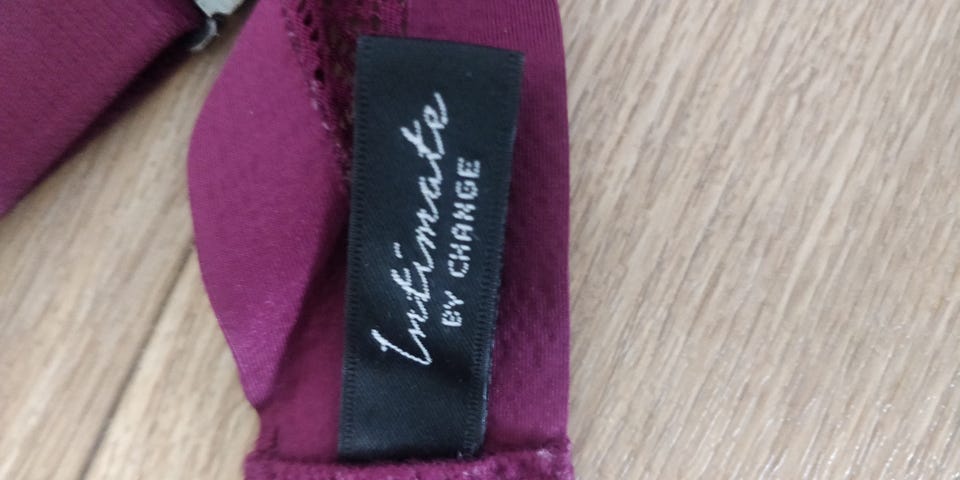 Intimate
BY CHANGE